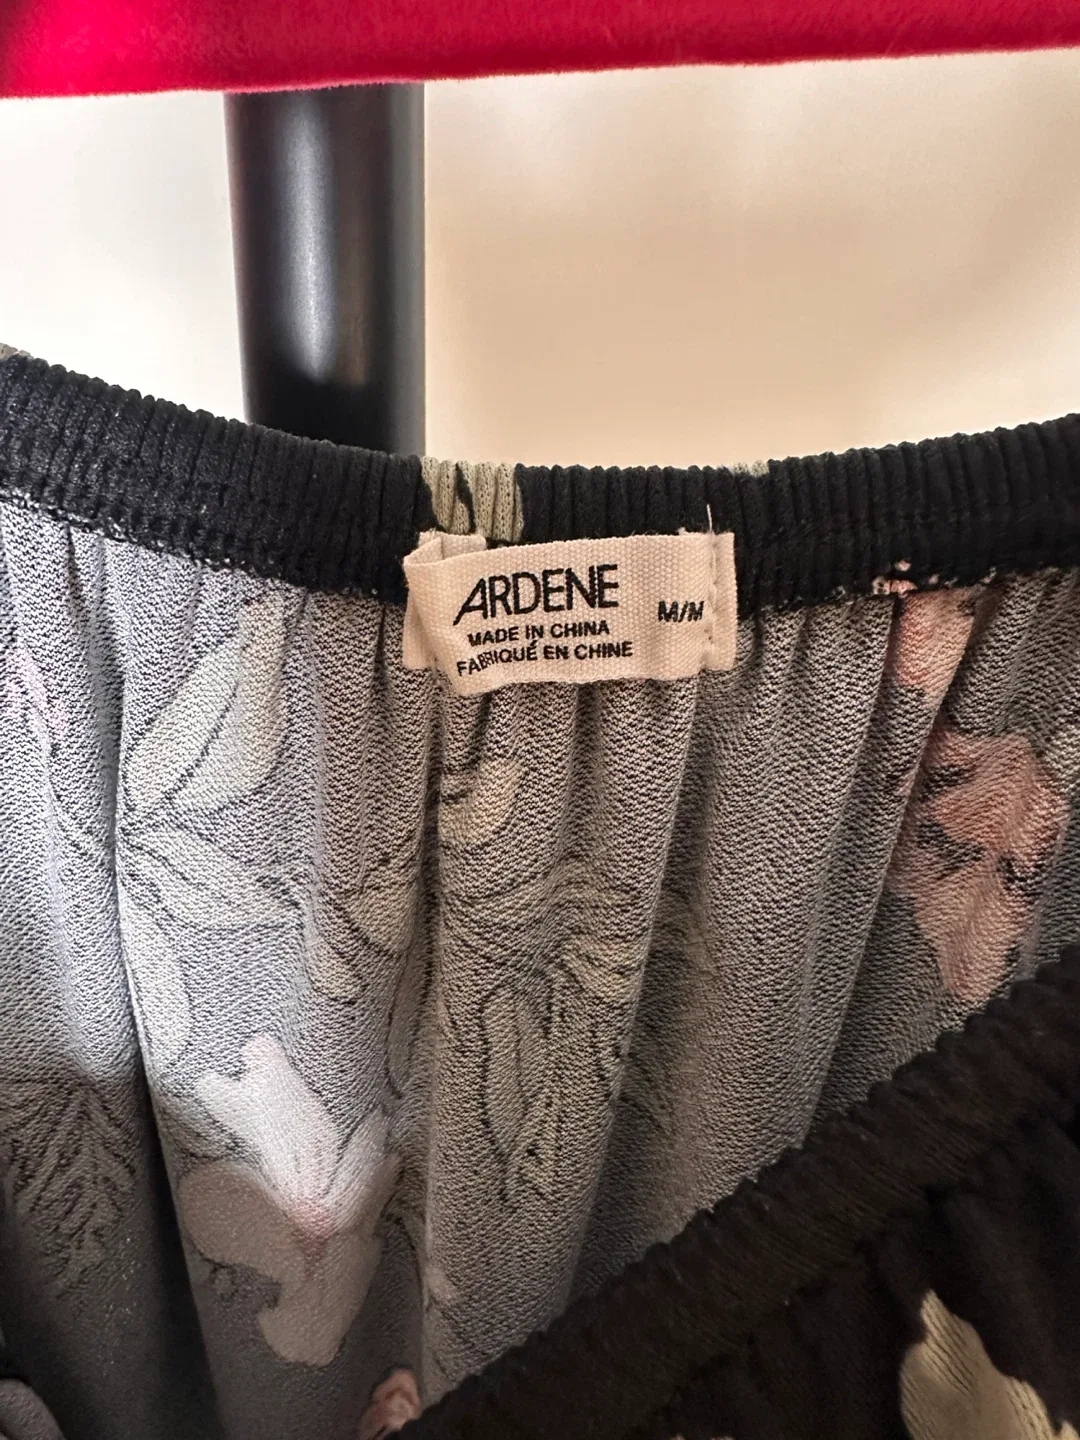 ARDENE
M/M
MADE IN CHINA
FABRIQUÉ EN CHINE